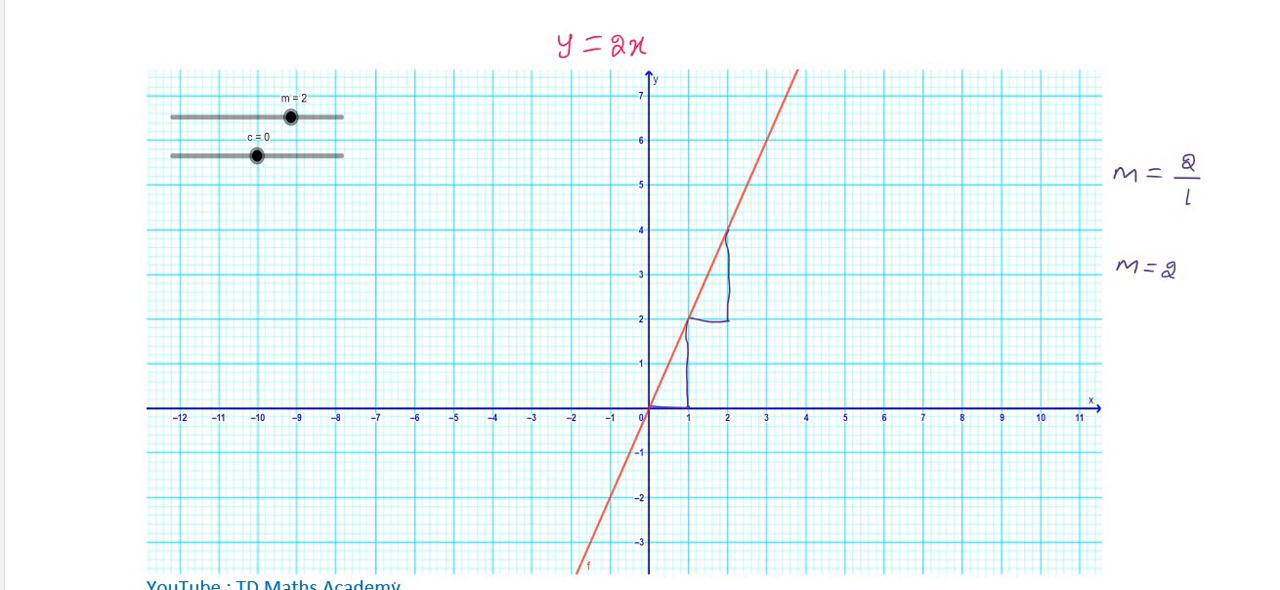 y = 2x
y
7
m = 2
c = 0
6
m = 2
1
5
4
m = 2
3
2
1
x
-12 -11 -10 -9 -8 -7 -6 -5 -4 -3 -2 -1 0 1 2 3 4 5 6 7 8 9 10 11
-1
-2
-3
f
YouTube : TD Maths Academy